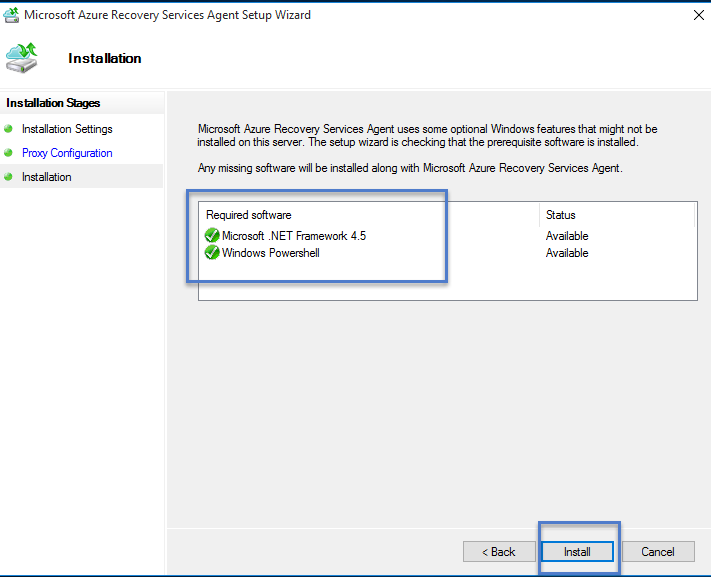 Microsoft Azure Recovery Services Agent Setup Wizard
Installation
Installation Stages
Installation Settings
Proxy Configuration
Installation
Microsoft Azure Recovery Services Agent uses some optional Windows features that might not be
installed on this server. The setup wizard is checking that the prerequisite software is installed.
Any missing software will be installed along with Microsoft Azure Recovery Services Agent.
Required software Status
Microsoft .NET Framework 4.5 Available
Windows Powershell Available
< Back Install Cancel